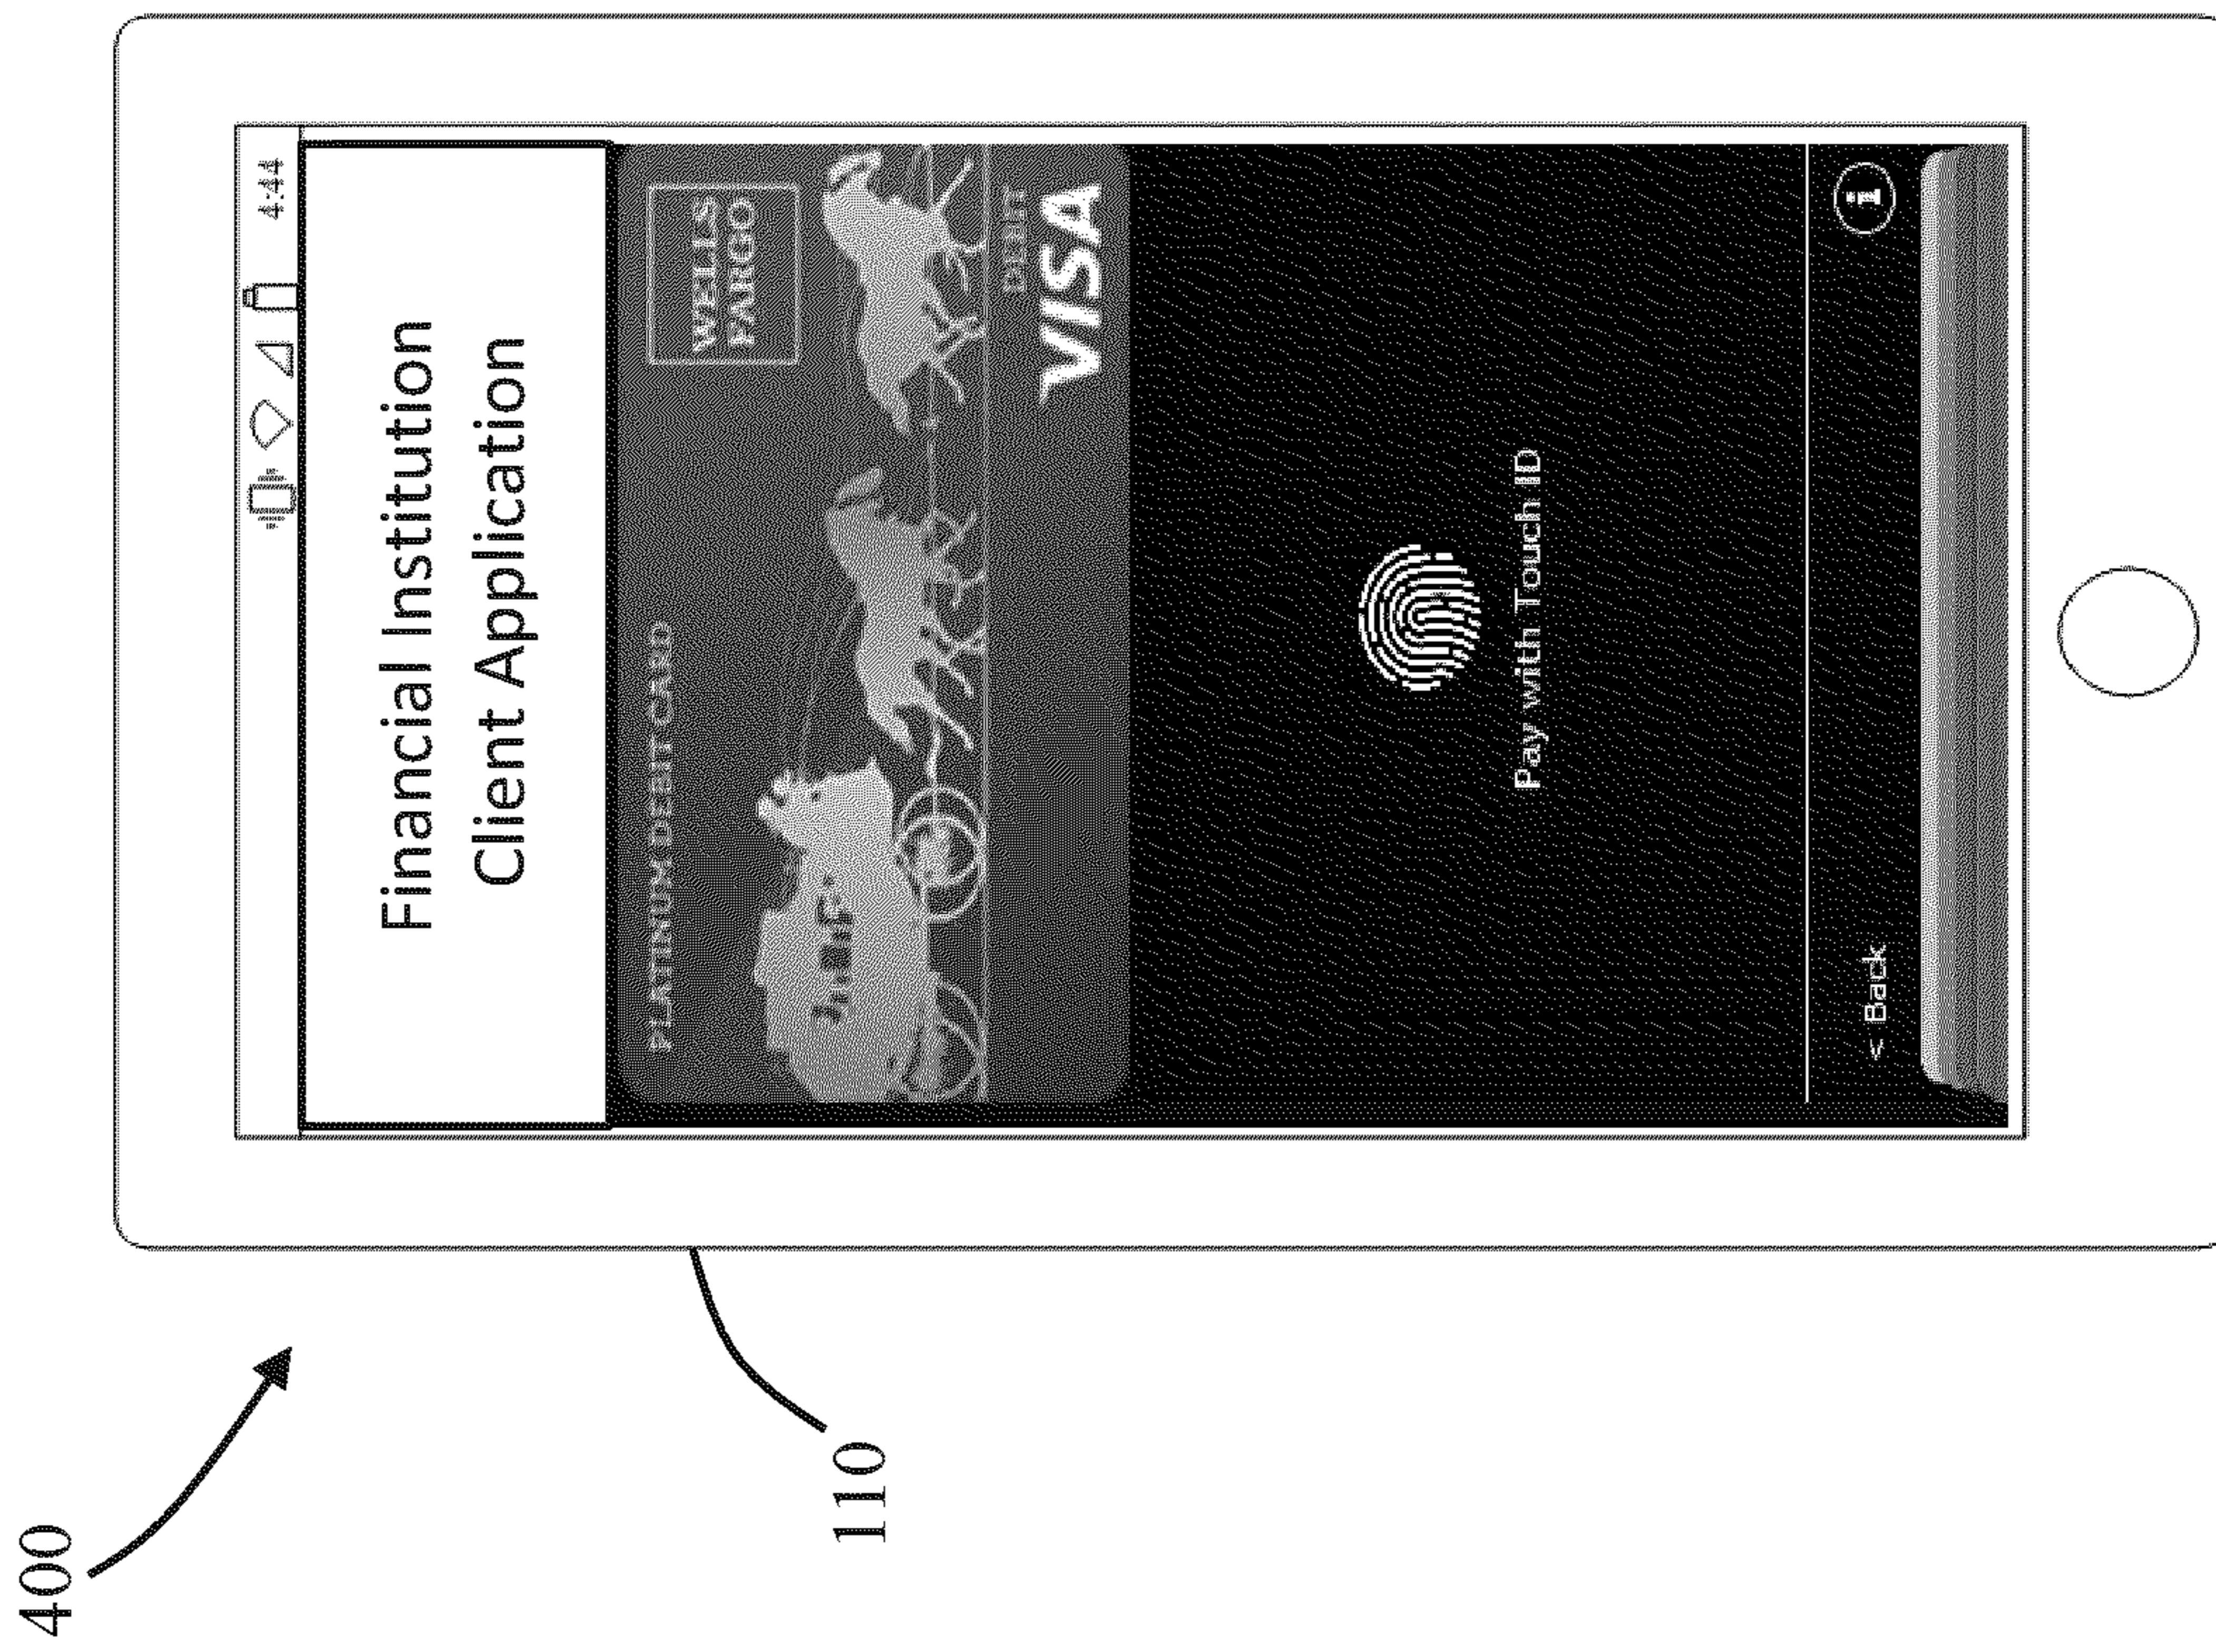 4:44
Financial Institution
Client Application
PLATINUM DEBIT CARD
WELLS
FARGO
DEBIT
VISA
Pay with Touch ID
< Back
i
400
110